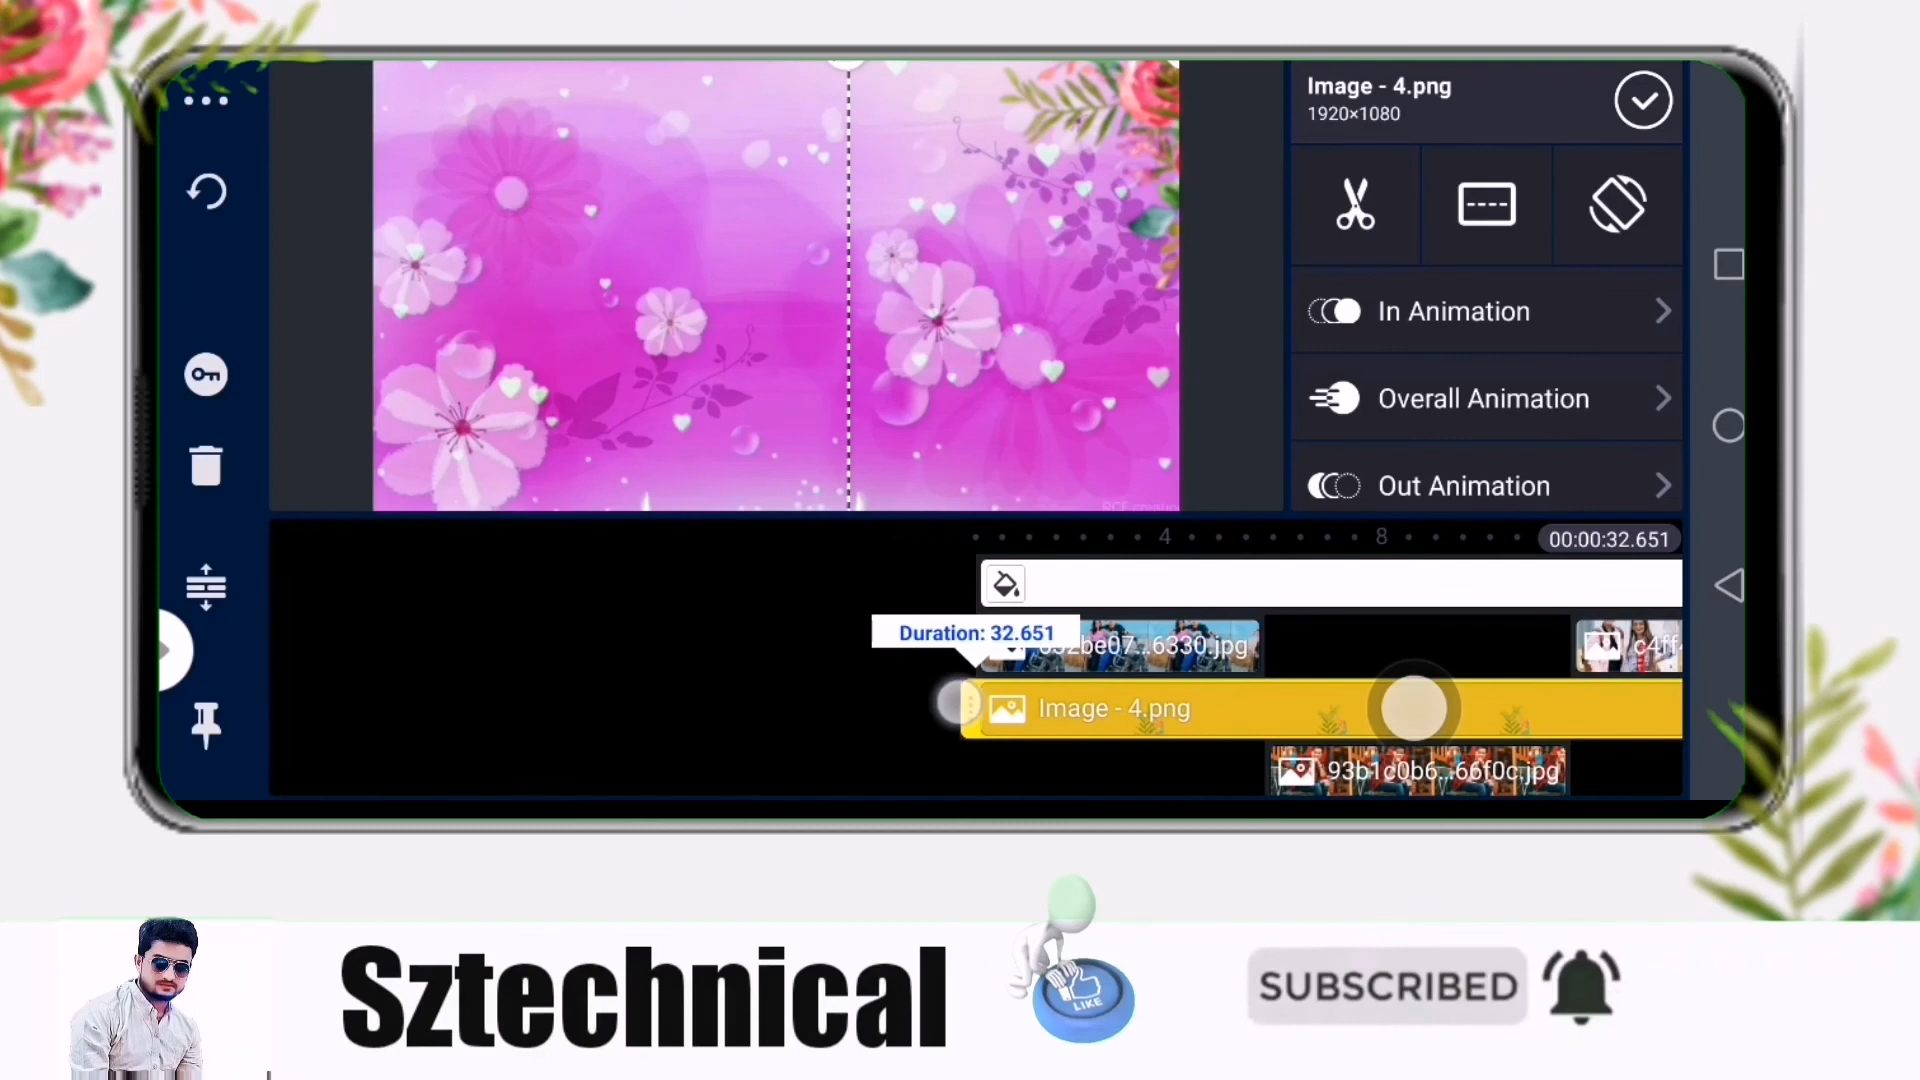 Image - 4.png
1920×1080
In Animation
Overall Animation
Out Animation
4
8
00:00:32.651
Duration: 32.651
6330.jpg
c4ff
Image - 4.png
93b1c0b6...66f0c.jpg
Sztechnical
LIKE
SUBSCRIBED